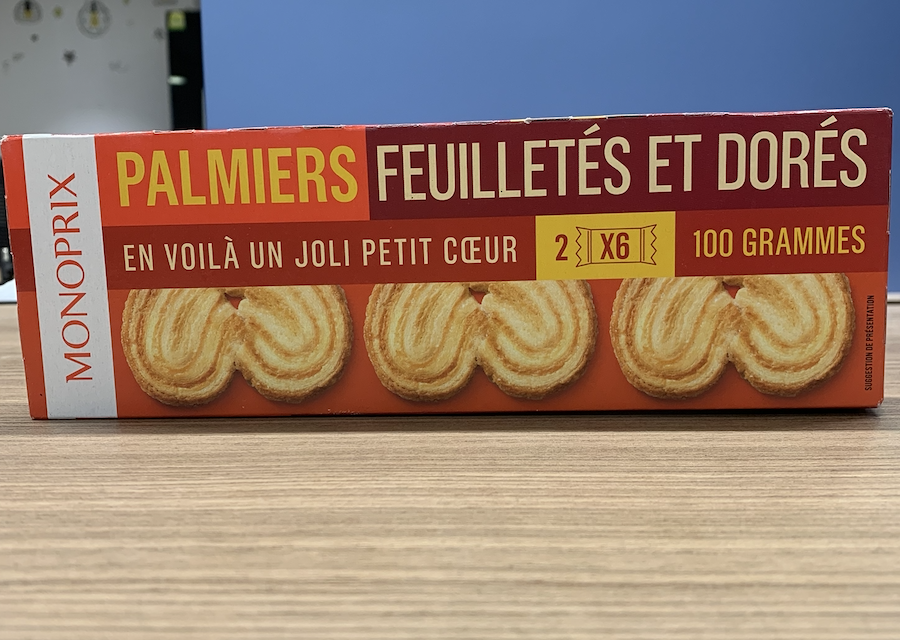 MONOPRIX
PALMIERS FEUILLETÉS ET DORÉS
EN VOILÀ UN JOLI PETIT CŒUR
2 X6
100 GRAMMES
SUGGESTION DE PRÉSENTATION